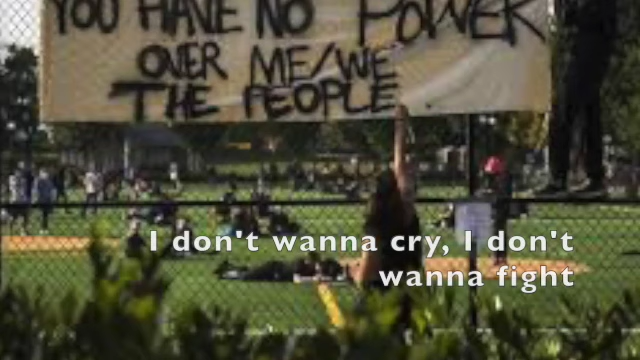 YOU HAVE NO POWER
OVER ME/WE
THE PEOPLE
I don't wanna cry, I don't
wanna fight